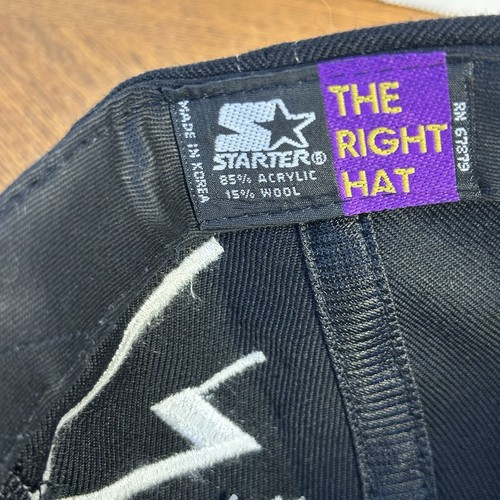 MADE IN KOREA
STARTER®
85% ACRYLIC
15% WOOL
THE
RIGHT
HAT
RN 67879